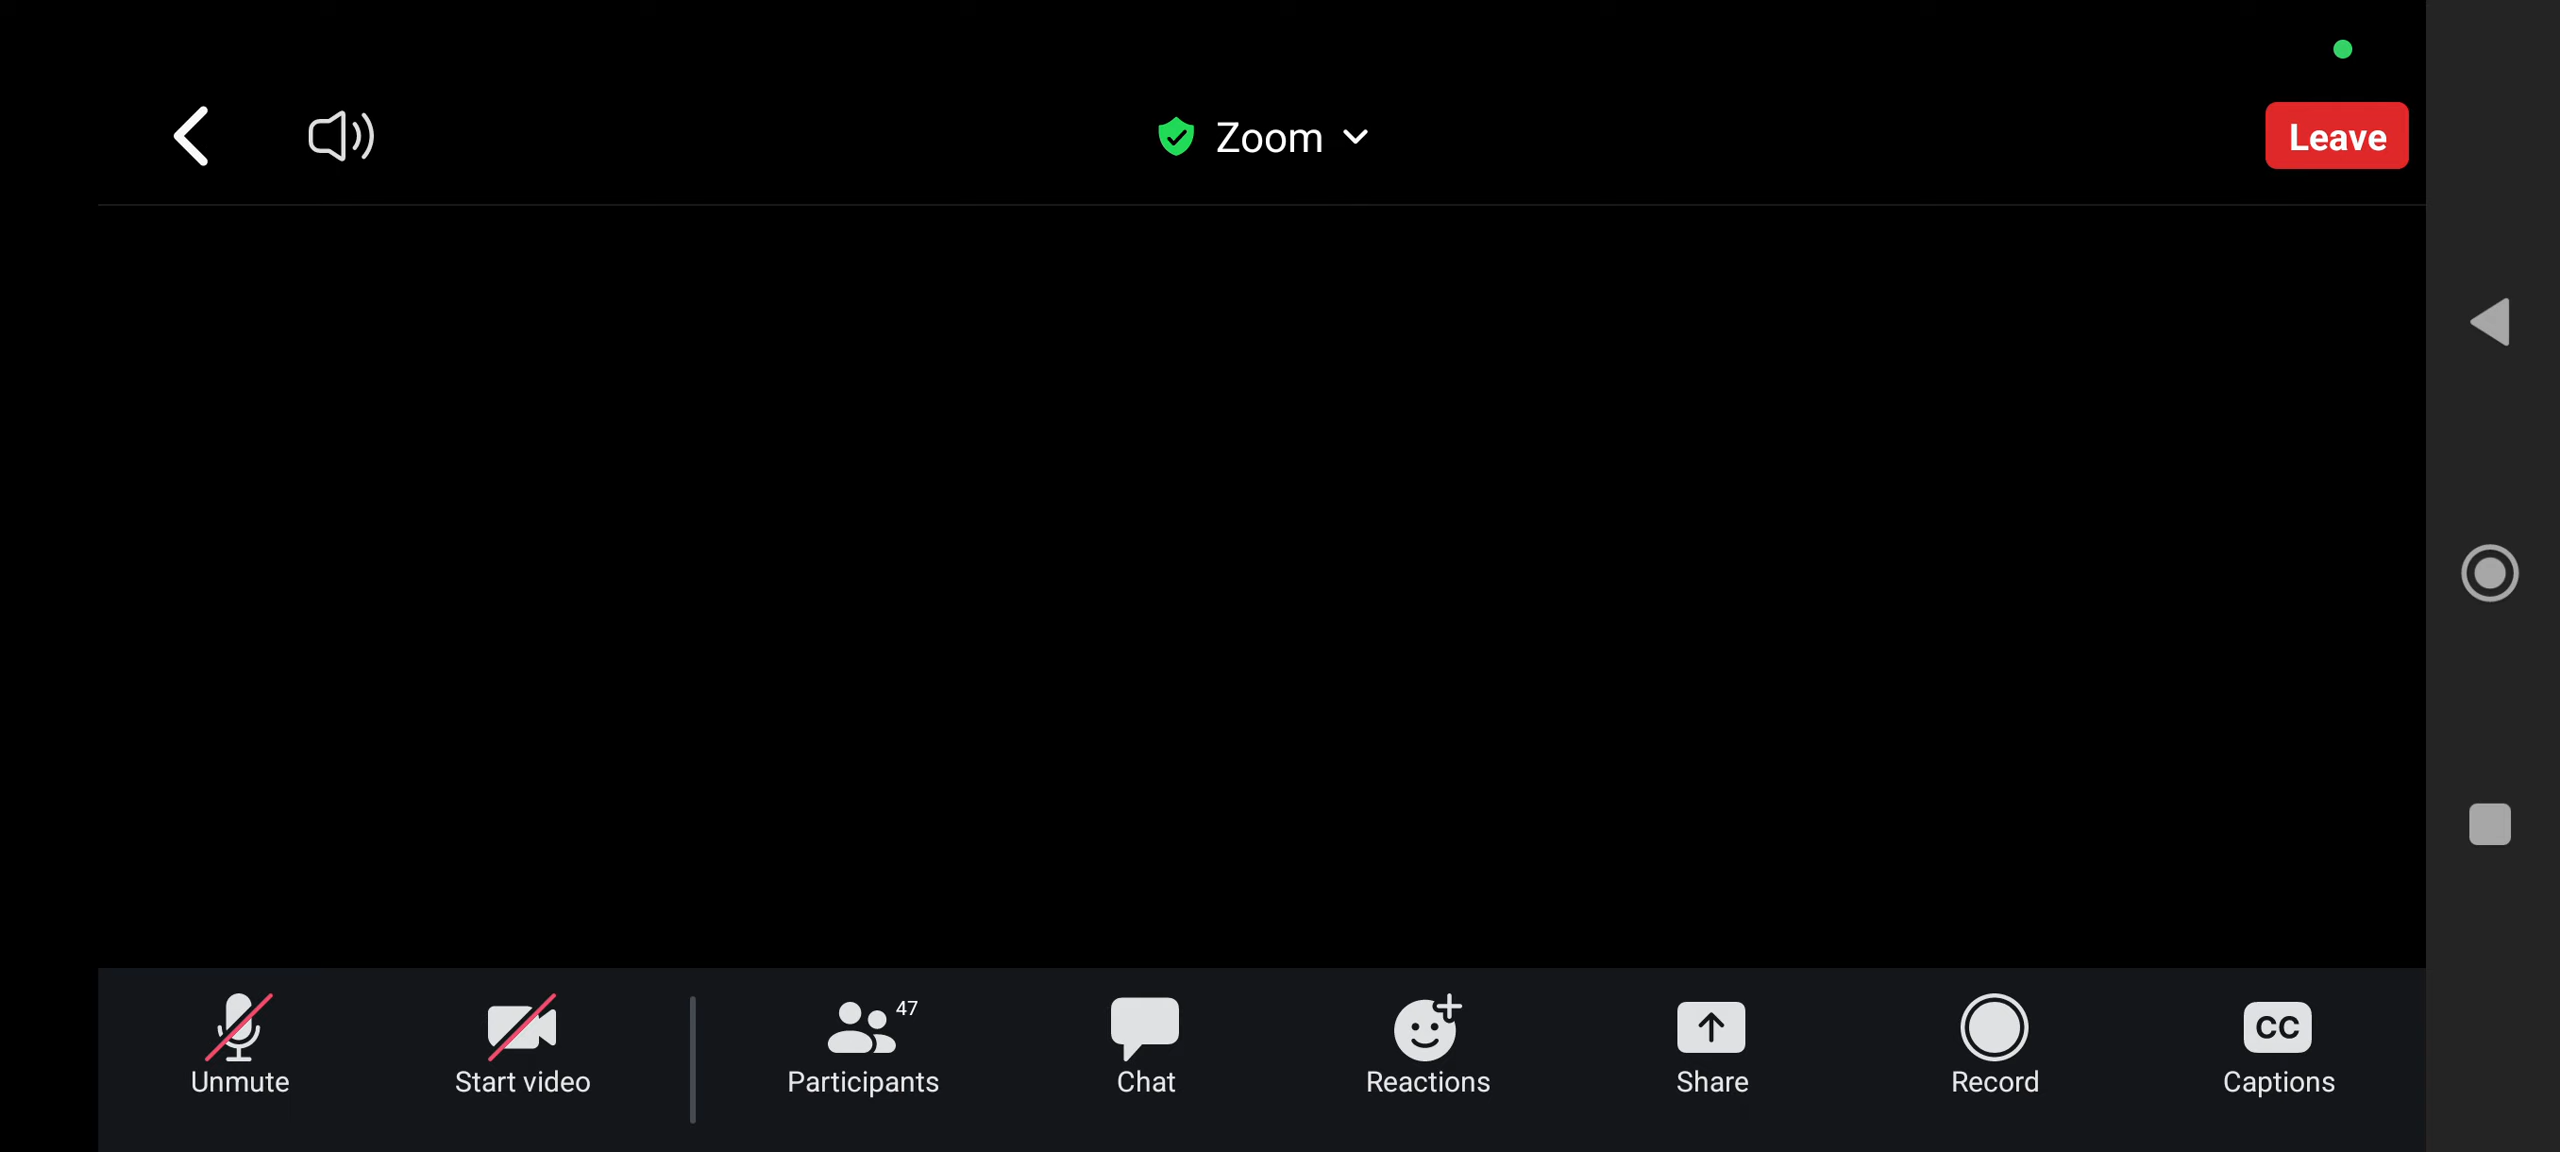 Zoom
Leave
47
Unmute
Start video
Participants
Chat
Reactions
Share
Record
CC
Captions